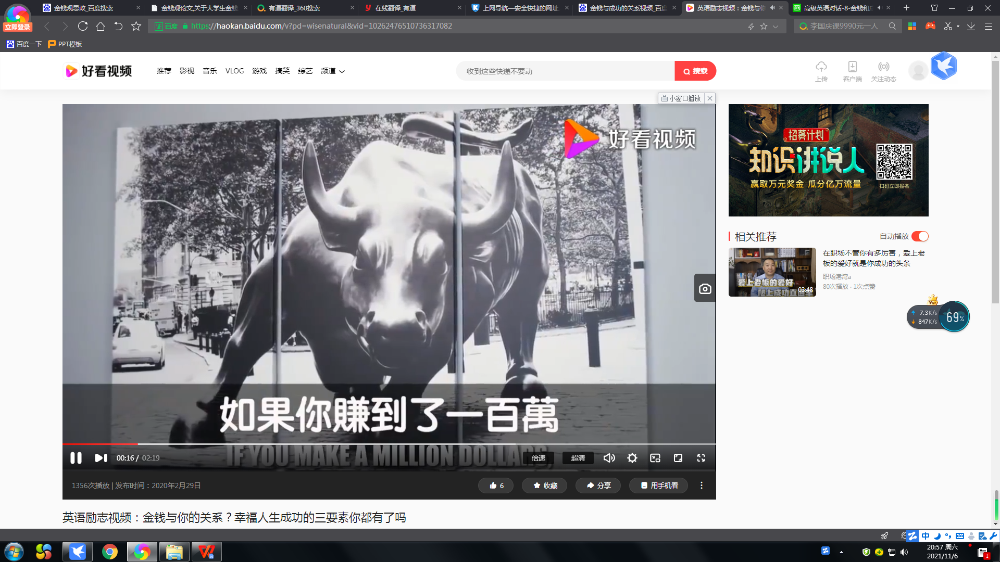 金钱观思政_百度搜索
金钱观论文,关于大学生金钱
有道翻译_360搜索
在线翻译_有道
上网导航—安全快捷的网址
金钱与成功的关系视频_百度
英语励志视频：金钱与你
高级英语对话-8-金钱和成
立即登录
证 百度
https://haokan.baidu.com/v?pd=wisenatural&vid=10262476510736317082
李国庆课9990元一人
百度一下
PPT模板
好看视频
推荐 影视 音乐 VLOG 游戏 搞笑 综艺 频道
收到这些快递不要动
搜索
上传
客户端
关注动态
小窗口播放
好看视频
招募计划
知识讲说人
赢取万元奖金 瓜分亿万流量
扫码立即报名
相关推荐
自动播放
爱上老板的爱好
爬上成功直通车
03:48
在职场不管你有多厉害，爱上老
板的爱好就是你成功的头条
职场港湾a
80次播放 · 1次点赞
VIP
7.3K/s
847K/s
69%
如果你賺到了一百萬
IF YOU MAKE A MILLION DOLLARS,
00:16 / 02:19
倍速
超清
1356次播放 | 发布时间：2020年2月29日
6
收藏
分享
用手机看
英语励志视频：金钱与你的关系？幸福人生成功的三要素你都有了吗
中
20:57 周六
2021/11/6
1